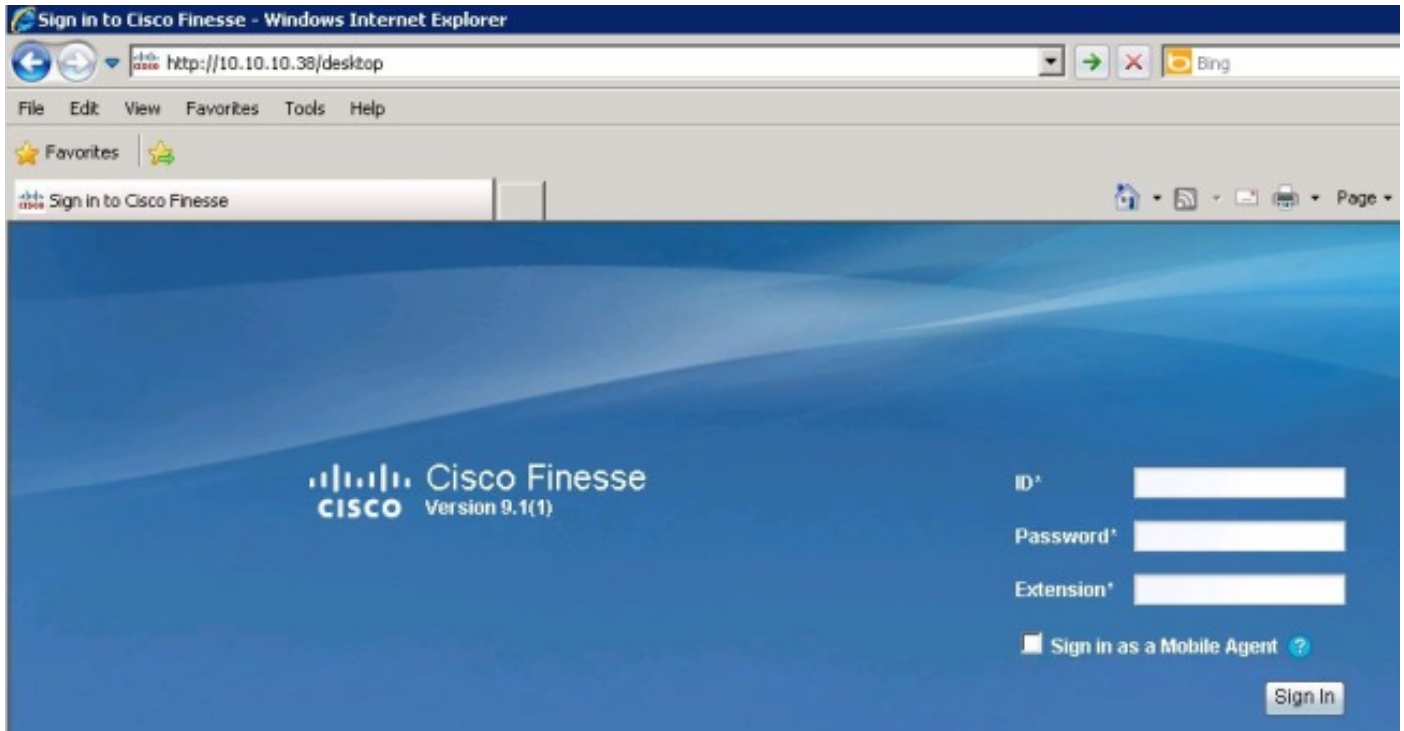 Sign in to Cisco Finesse - Windows Internet Explorer
http://10.10.10.38/desktop
Bing
File Edit View Favorites Tools Help
Favorites
Sign in to Cisco Finesse
Page
CISCO
Cisco Finesse
Version 9.1(1)
ID*
Password*
Extension*
Sign in as a Mobile Agent ?
Sign In